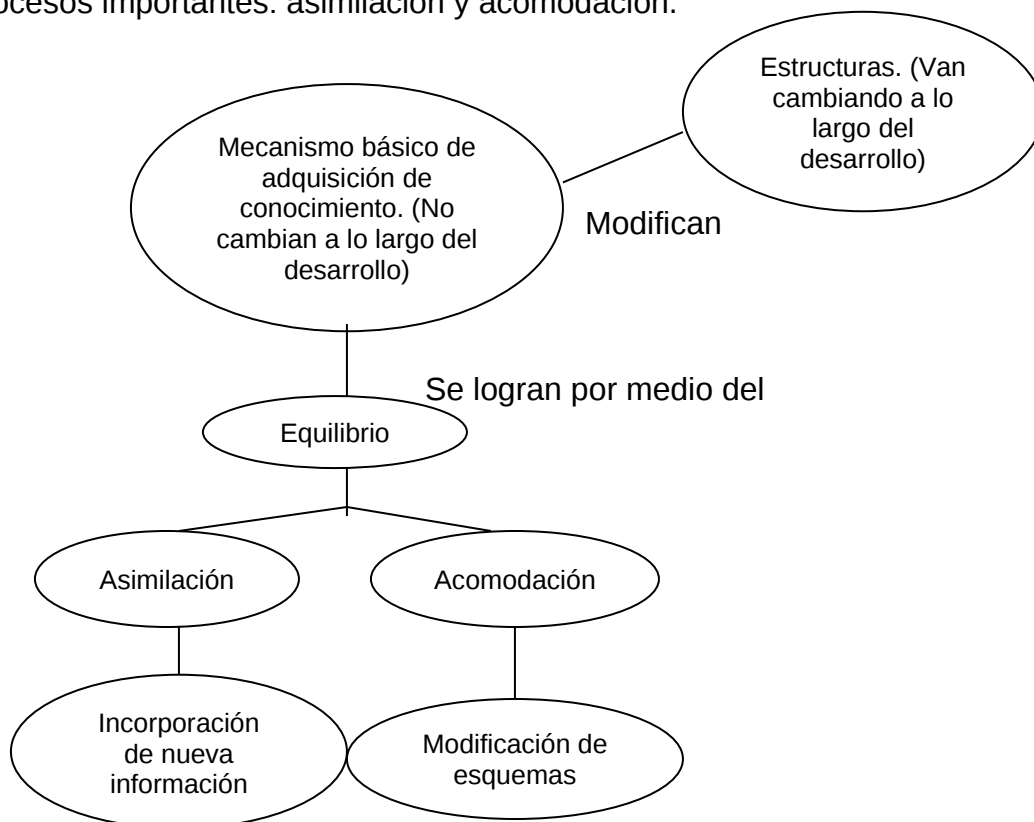 procesos importantes: asimilación y acomodación.
Estructuras. (Van
cambiando a lo
largo del
desarrollo)
Mecanismo básico de
adquisición de
conocimiento. (No
cambian a lo largo del
desarrollo)
Modifican
Se logran por medio del
Equilibrio
Asimilación
Acomodación
Incorporación
de nueva
información
Modificación de
esquemas